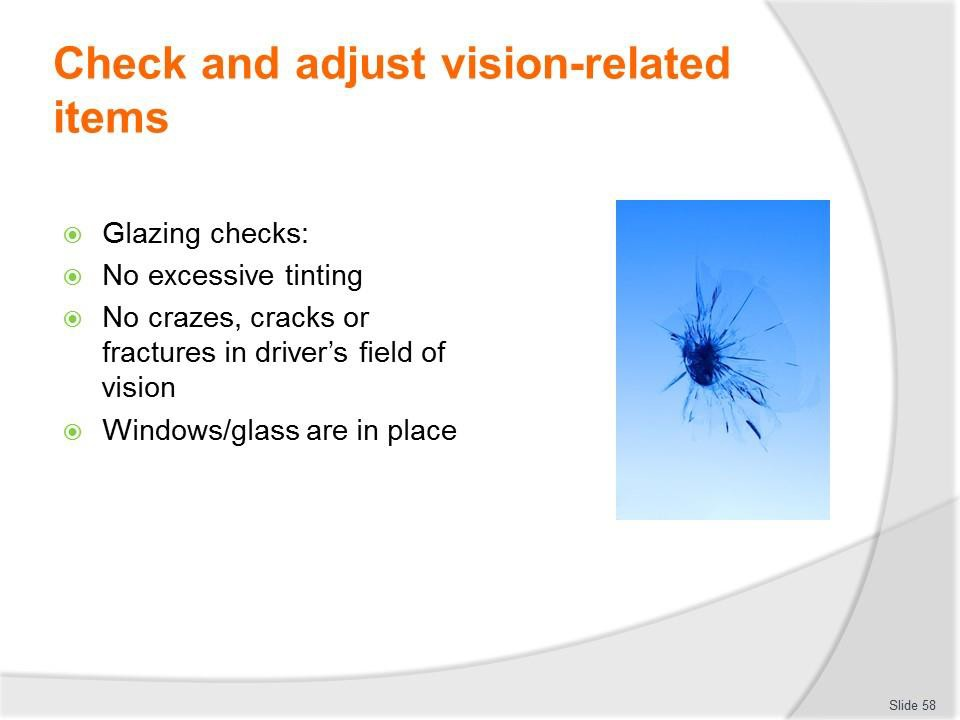 Check and adjust vision-related
items
Glazing checks:
No excessive tinting
No crazes, cracks or
fractures in driver’s field of
vision
Windows/glass are in place
Slide 58